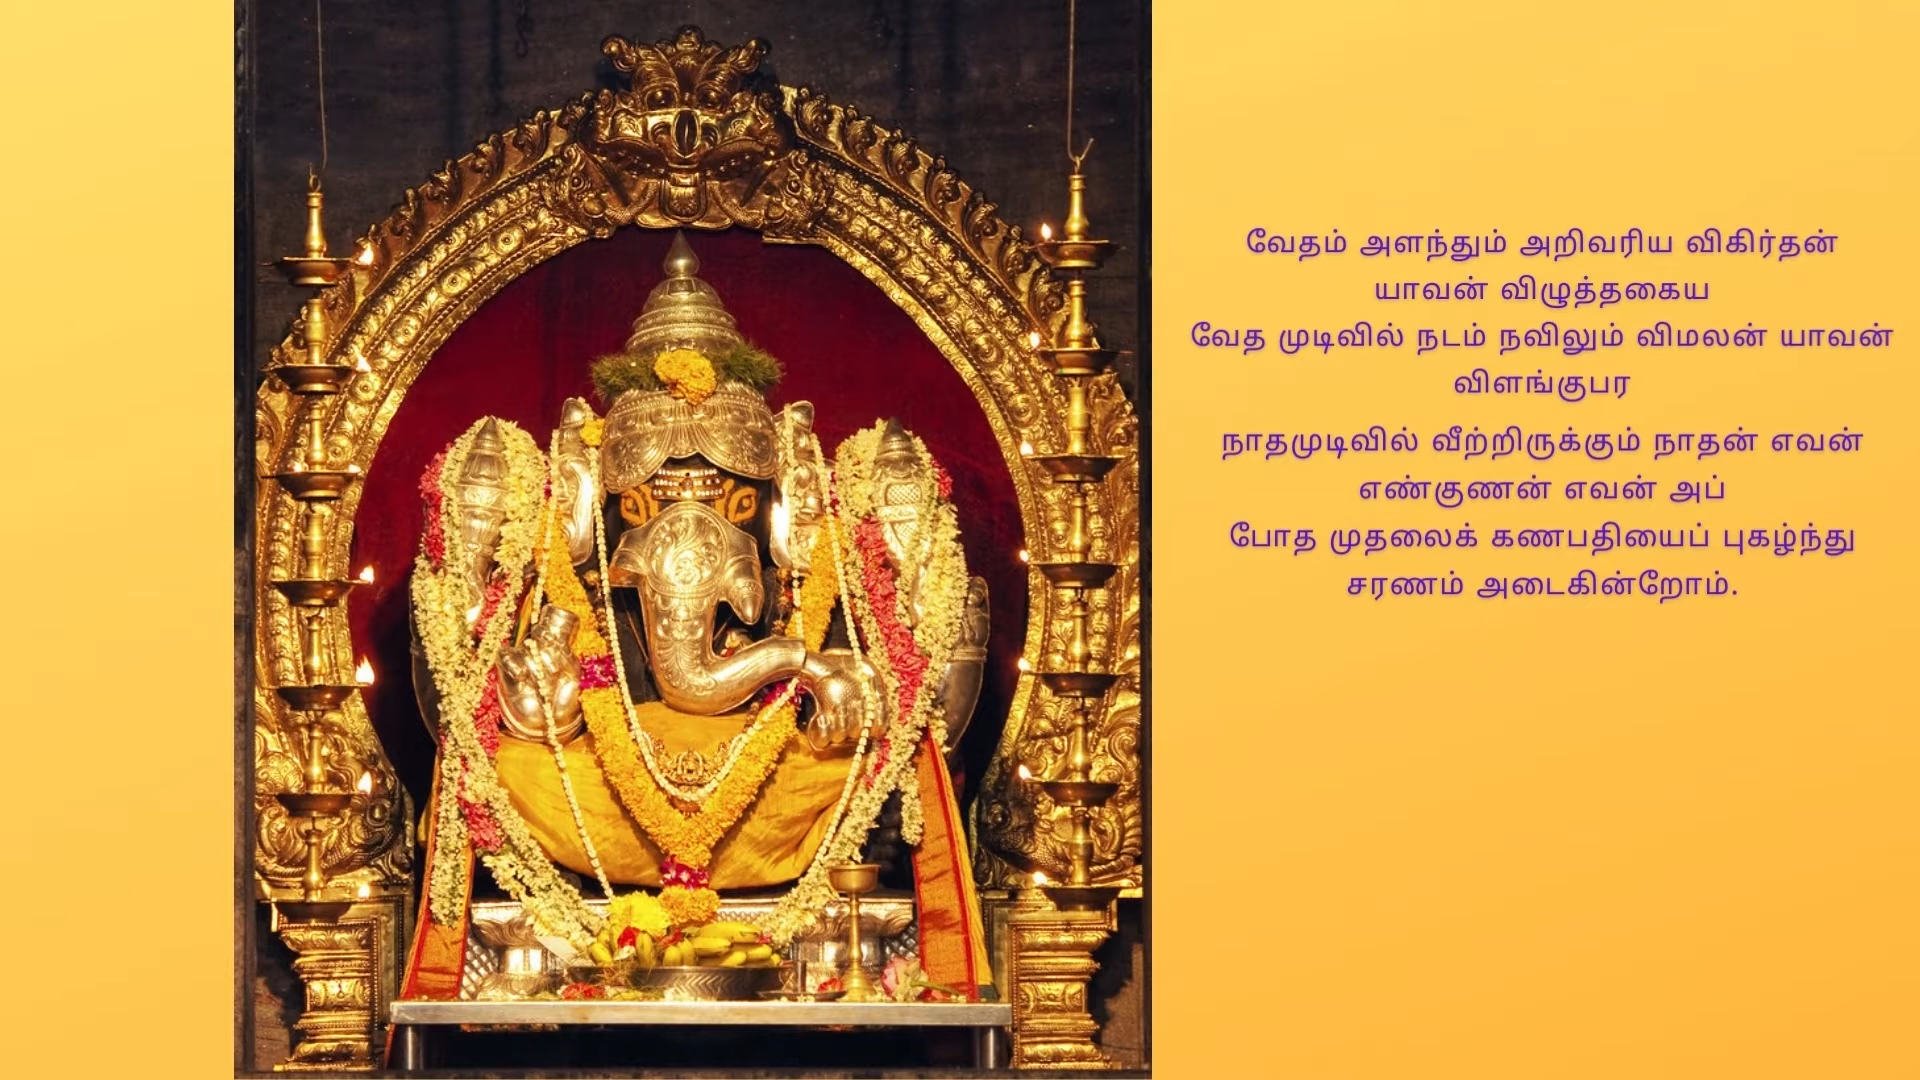 வேதம் அளந்தும் அறிவரிய விகிர்தன்
யாவன் விழுத்தகைய
வேத முடிவில் நடம் நவிலும் விமலன் யாவன்
விளங்குபர
நாதமுடிவில் வீற்றிருக்கும் நாதன் எவன்
எண்குணன் எவன் அப்
போத முதலைக் கணபதியைப் புகழ்ந்து
சரணம் அடைகின்றோம்.